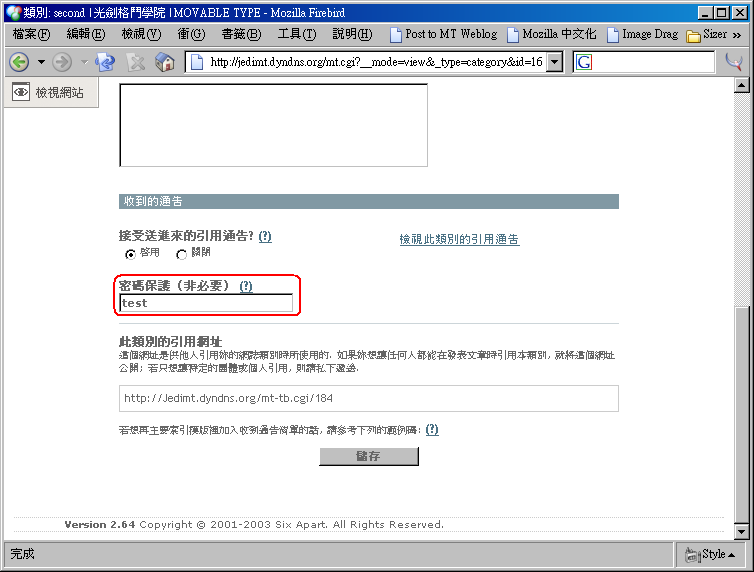 類別: second | 光劍格鬥學院 | MOVABLE TYPE - Mozilla Firebird
檔案(F) 編輯(E) 檢視(V) 衝(G) 書籤(B) 工具(T) 說明(H) Post to MT Weblog Mozilla 中文化 Image Drag Sizer »
http://jedimt.dyndns.org/mt.cgi?__mode=view&_type=category&id=16
檢視網站
收到的通告
接受送進來的引用通告? (?)
檢視此類別的引用通告
啓用 關閉
密碼保護 (非必要) (?)
test
此類別的引用網址
這個網址是供他人引用妳的網誌類別時所使用的. 如果妳想讓任何人都能在發表文章時引用本類別, 就將這個網址
公開; 若只想讓特定的團體或個人引用, 則請私下邀遊.
http://Jedimt.dyndns.org/mt-tb.cgi/184
若想再主要索引模版裡加入收到通告清單的話, 請參考下列的範例碼: (?)
儲存
Version 2.64 Copyright © 2001-2003 Six Apart. All Rights Reserved.
完成
Style